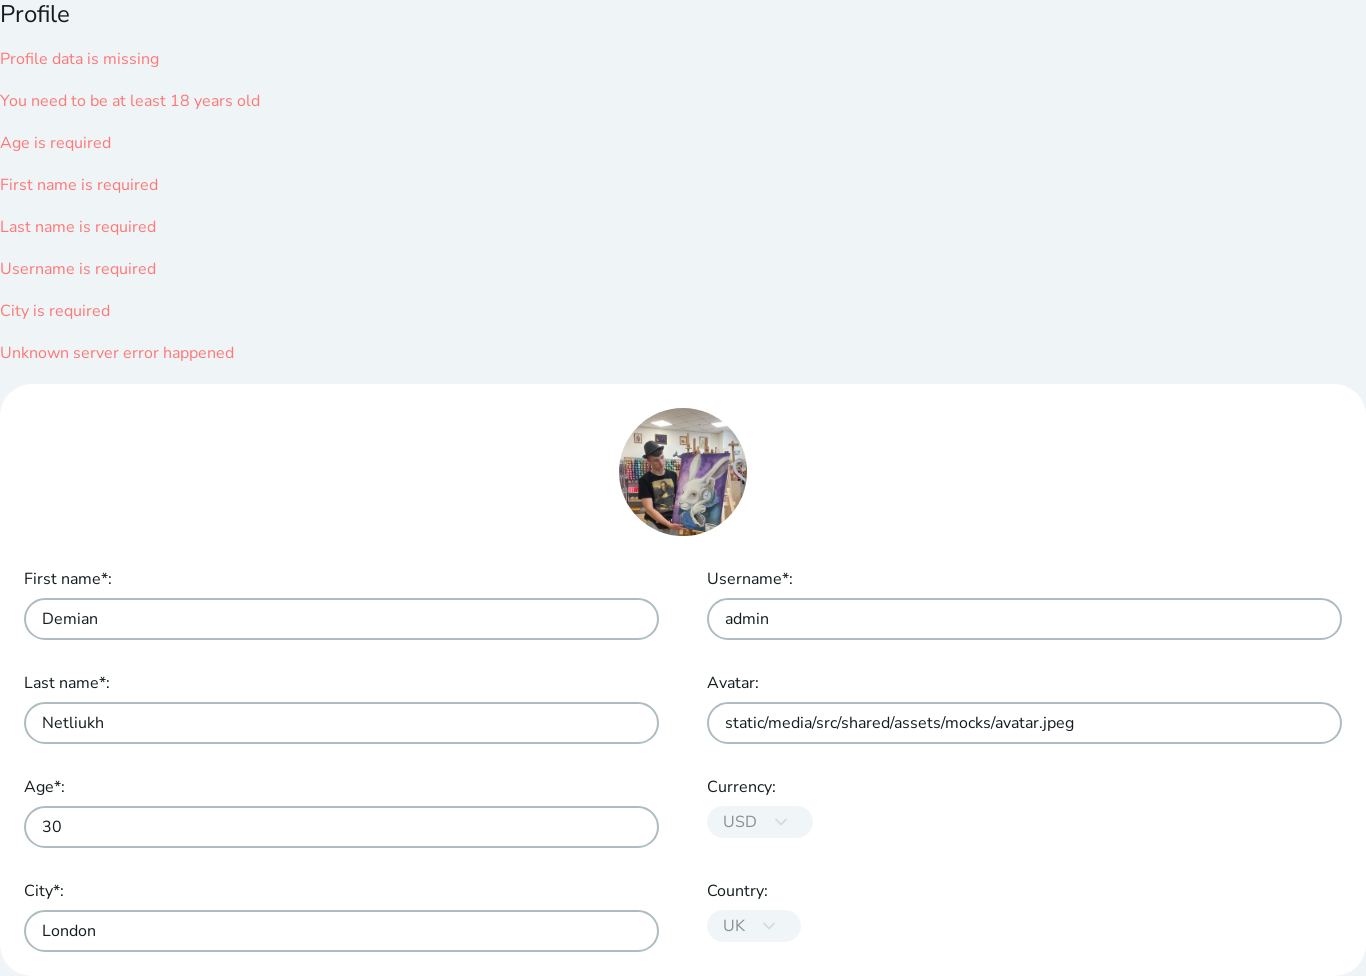 Profile
Profile data is missing
You need to be at least 18 years old
Age is required
First name is required
Last name is required
Username is required
City is required
Unknown server error happened
First name*:
Demian
Last name*:
Netliukh
Age*:
30
City*:
London
Username*:
admin
Avatar:
static/media/src/shared/assets/mocks/avatar.jpeg
Currency:
USD
Country:
UK